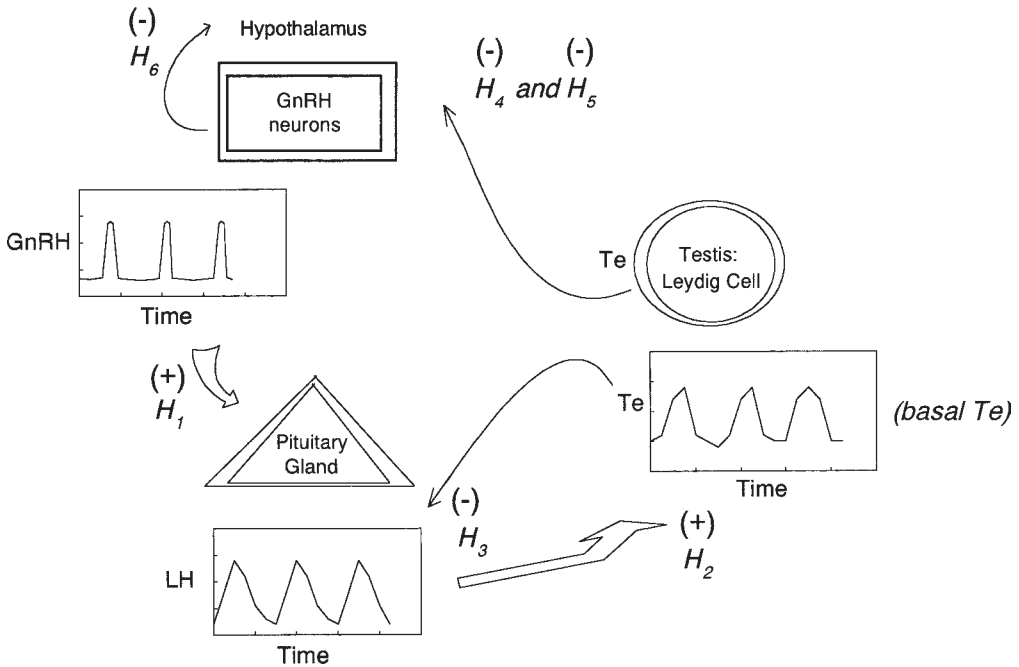 (-)
H6
Hypothalamus
GnRH
neurons
(-) (-)
H4 and H5
GnRH
Time
Te
Testis:
Leydig Cell
(+)
H1
Pituitary
Gland
Te
(basal Te)
Time
(-)
H3
(+)
H2
LH
Time